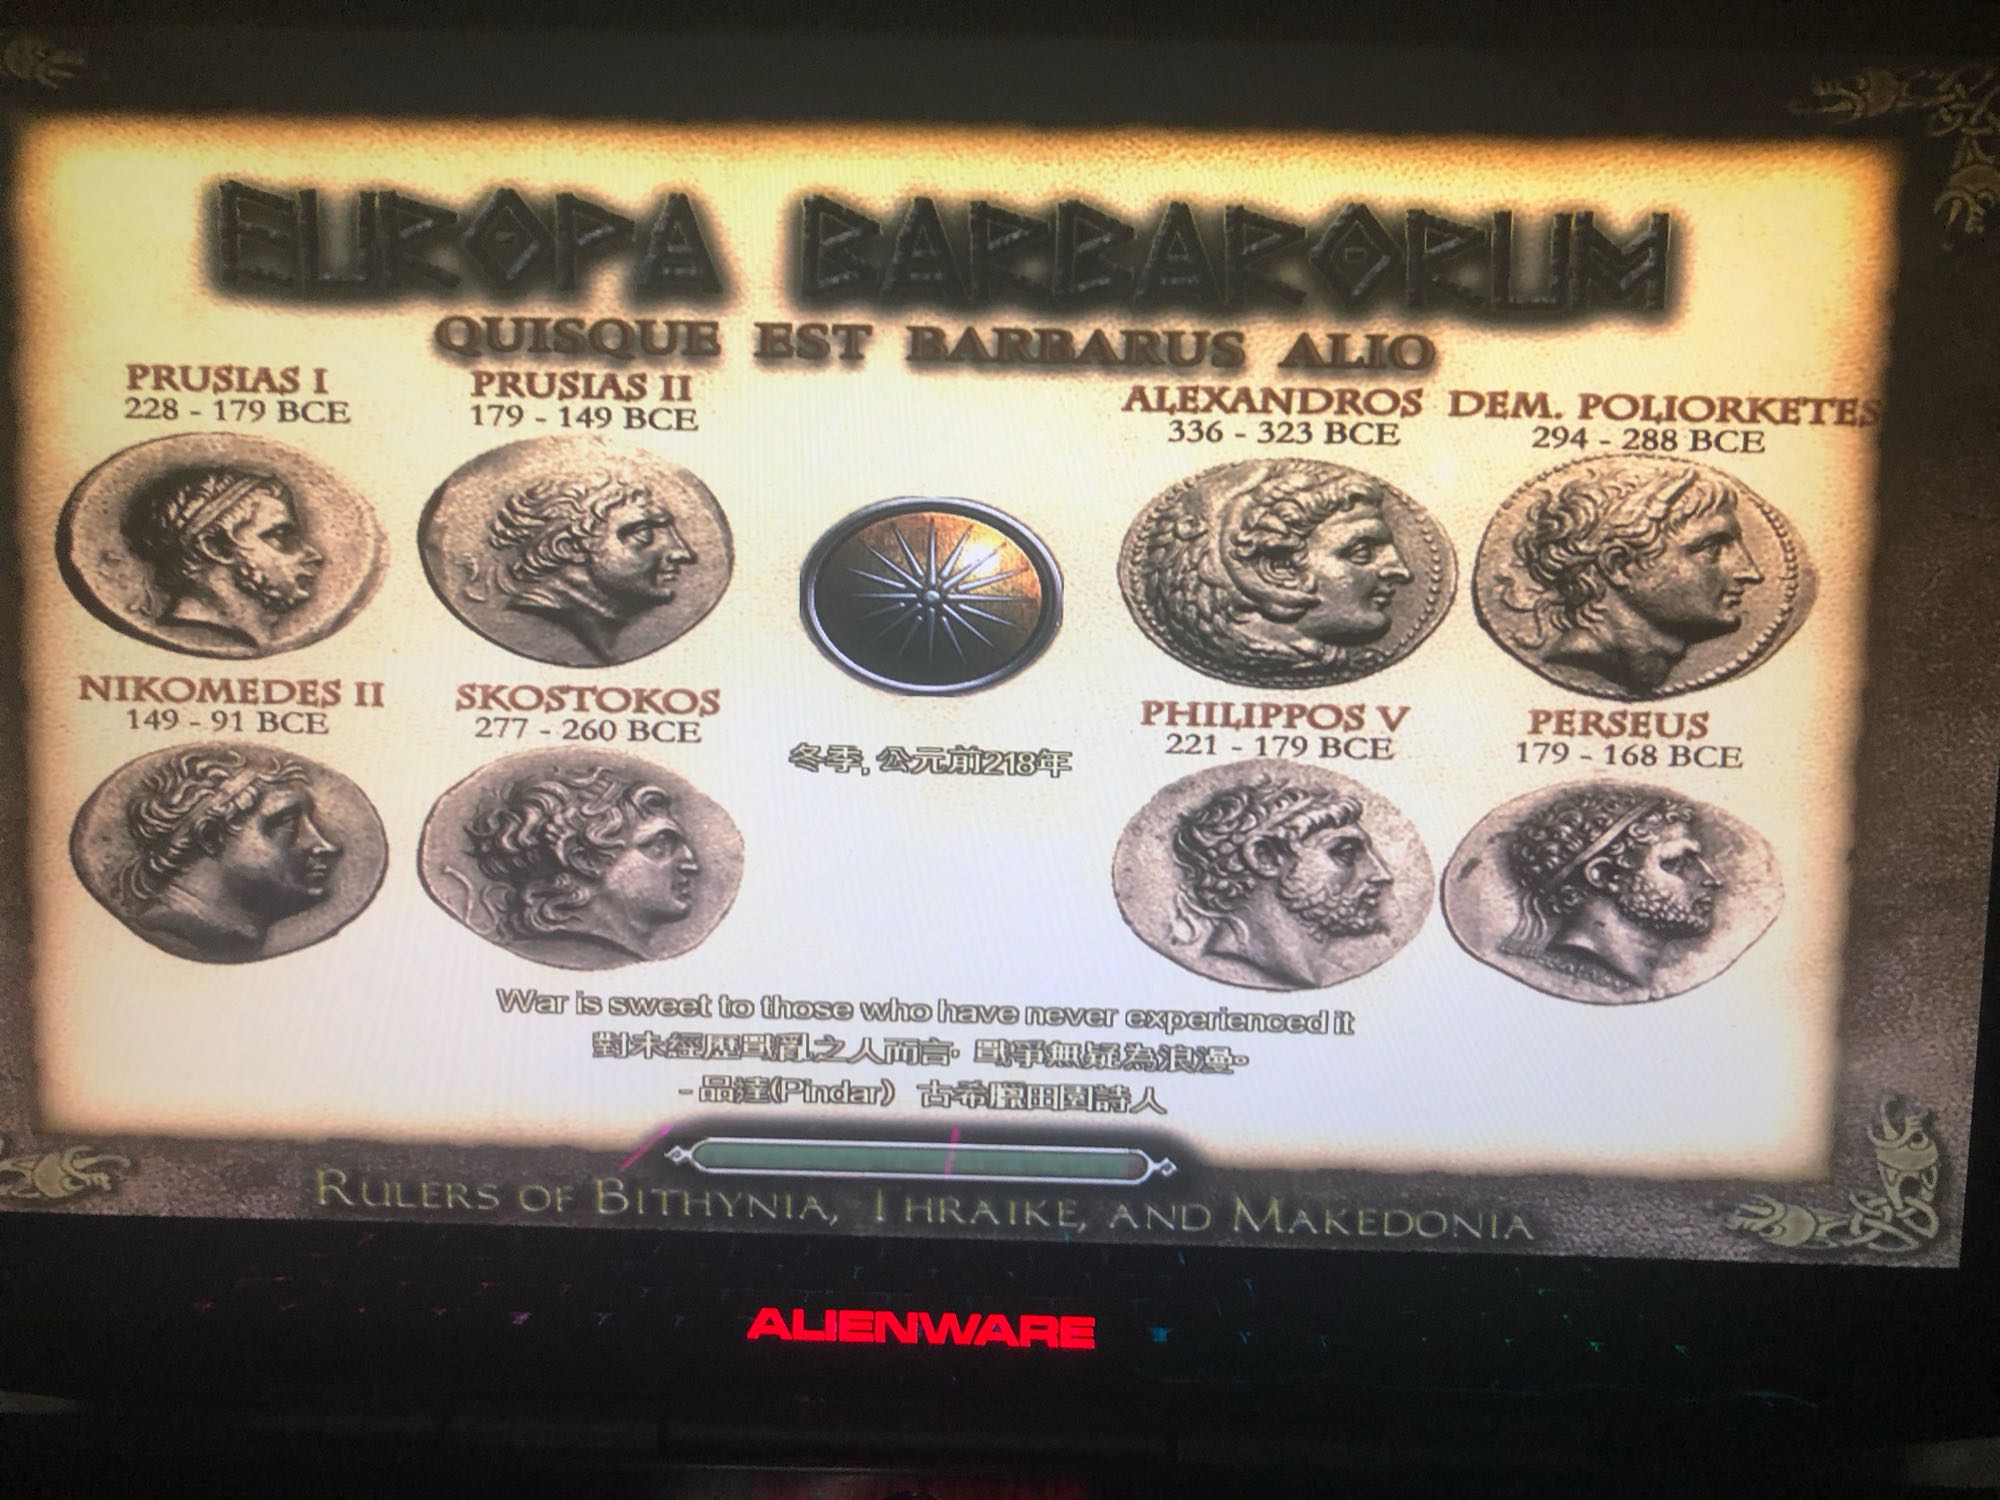 EUROPA BARBARORUM
QUISQUE EST BARBARUS ALIO
PRUSIAS I
228 - 179 BCE
PRUSIAS II
179 - 149 BCE
ALEXANDROS
336 - 323 BCE
DEM. POLIORKETES
294 - 288 BCE
NIKOMEDES II
149 - 91 BCE
SKOSTOKOS
277 - 260 BCE
冬季, 公元前218年
PHILIPPOS V
221 - 179 BCE
PERSEUS
179 - 168 BCE
War is sweet to those who have never experienced it
對未經歷戰亂之人而言，戰爭無疑為浪漫。
- 品達(Pindar) 古希臘田園詩人
RULERS OF BITHYNIA, THRAIKE, AND MAKEDONIA
ALIENWARE